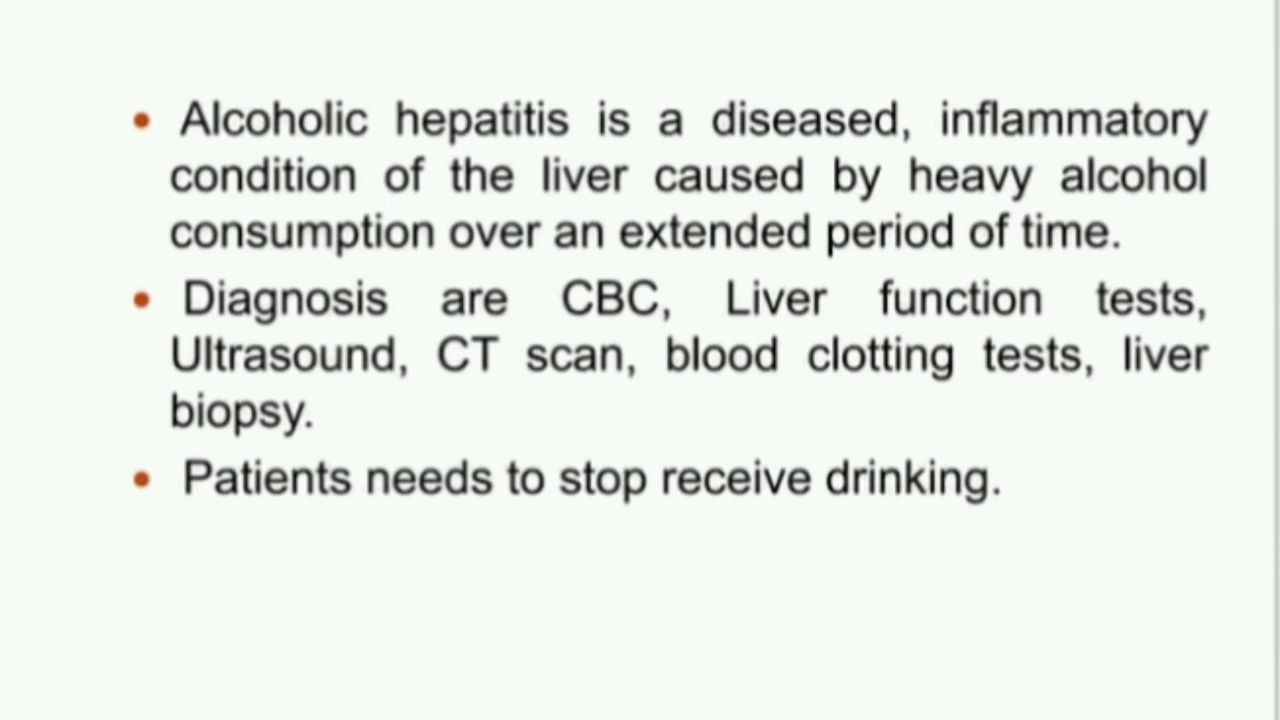 • Alcoholic hepatitis is a diseased, inflammatory
condition of the liver caused by heavy alcohol
consumption over an extended period of time.
• Diagnosis are CBC, Liver function tests,
Ultrasound, CT scan, blood clotting tests, liver
biopsy.
• Patients needs to stop receive drinking.